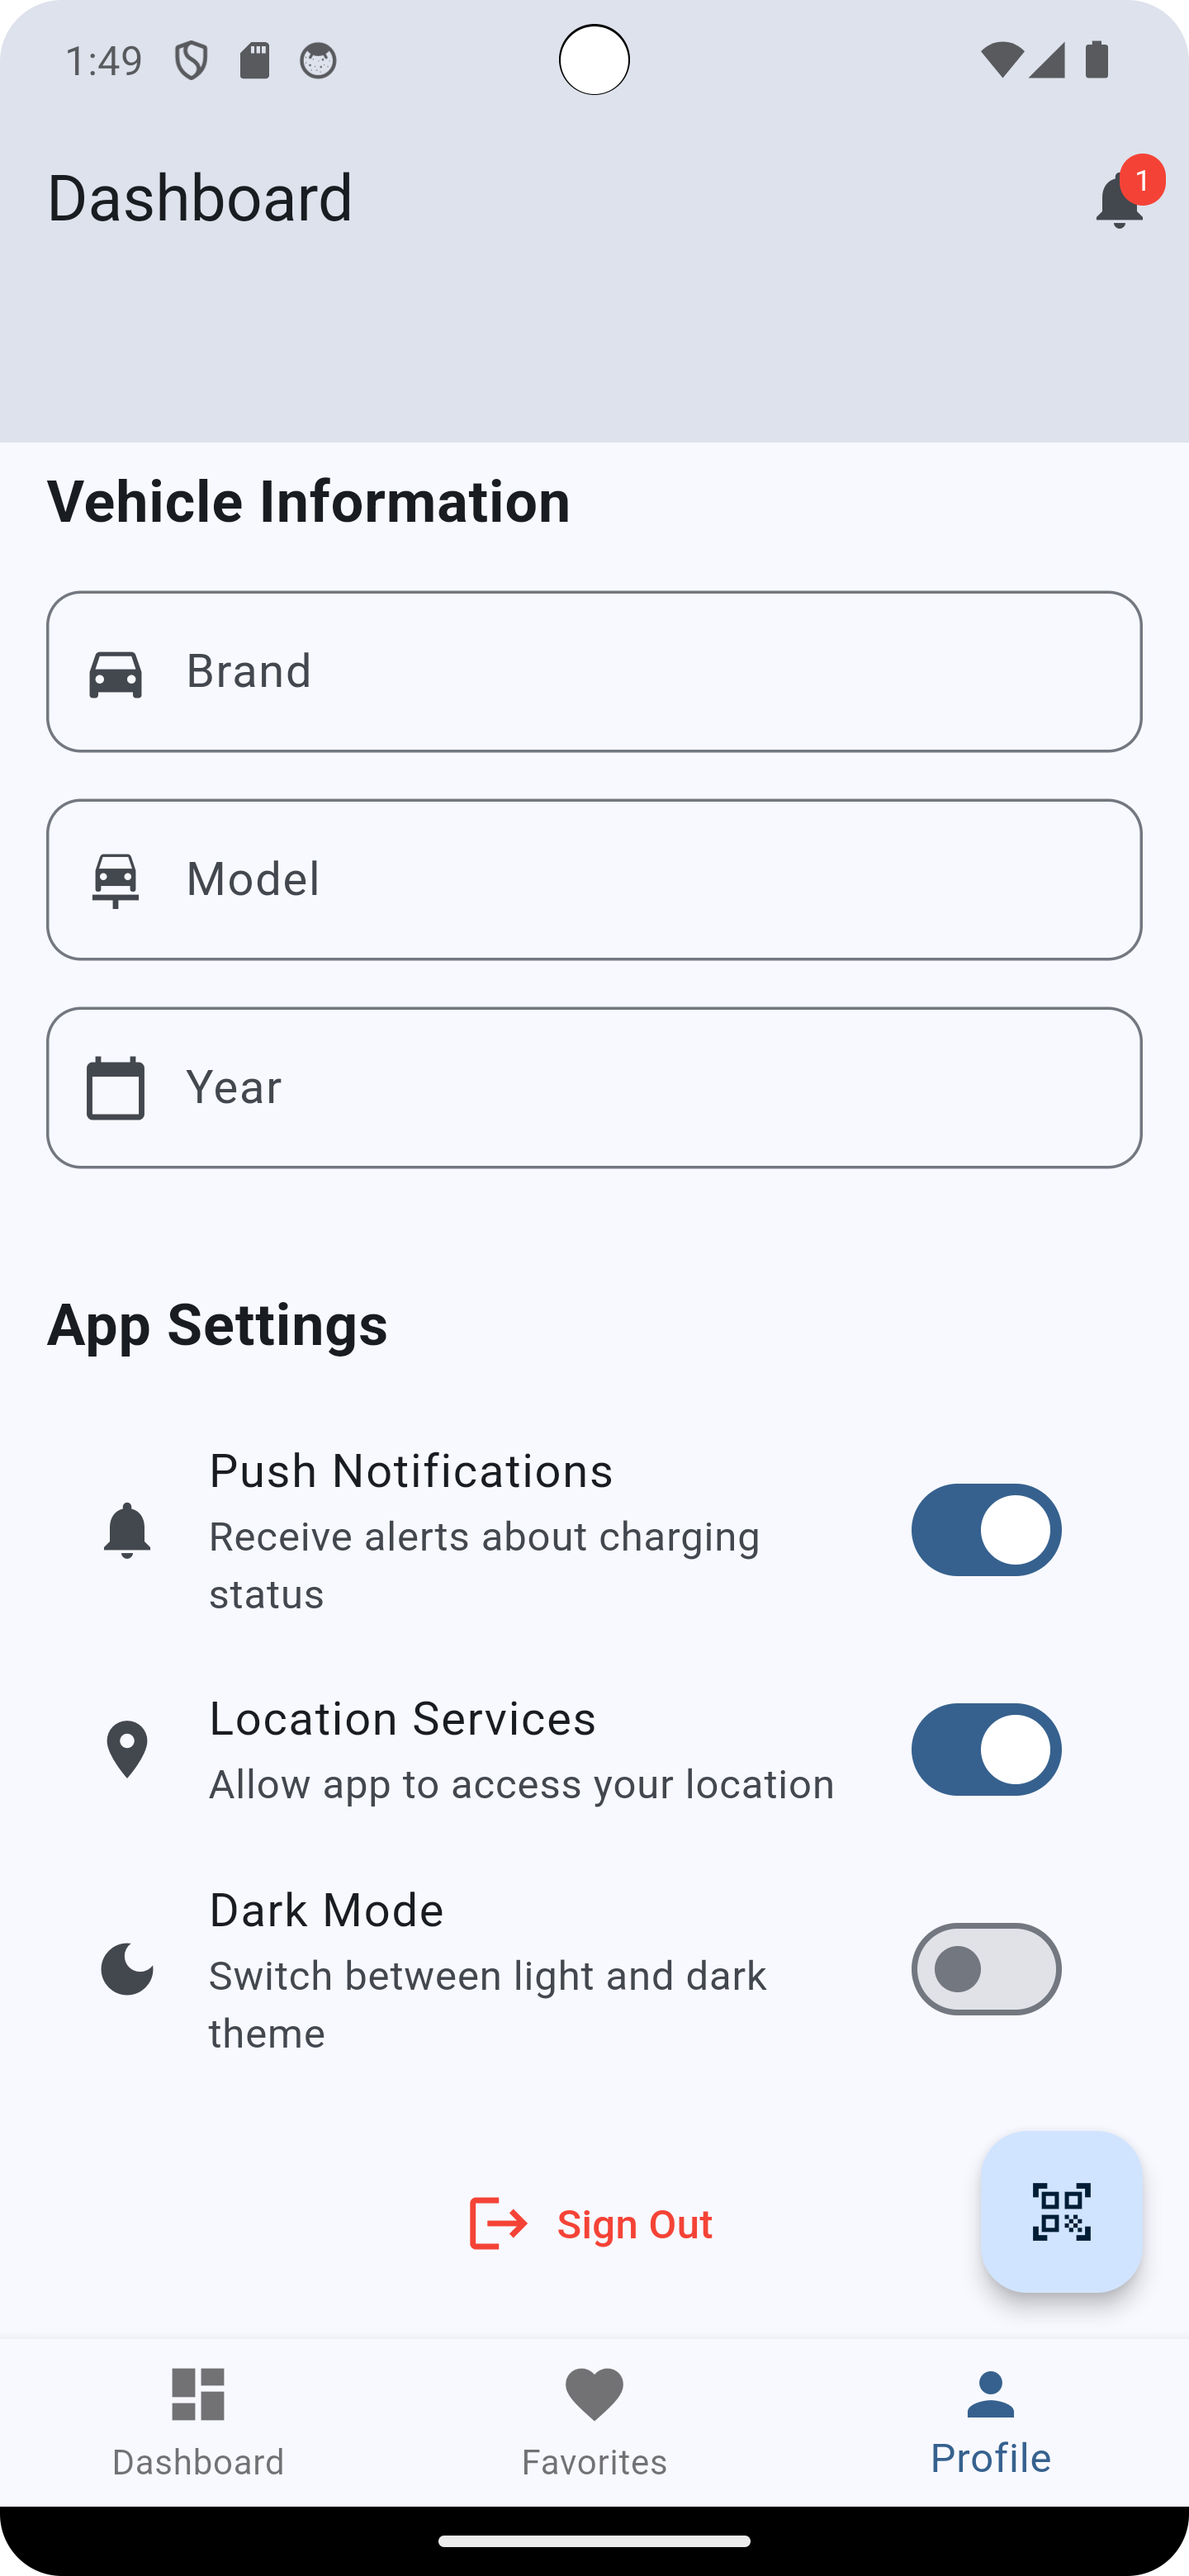 1:49
Dashboard
1
Vehicle Information
Brand
Model
Year
App Settings
Push Notifications
Receive alerts about charging
status
Location Services
Allow app to access your location
Dark Mode
Switch between light and dark
theme
Sign Out
Dashboard
Favorites
Profile